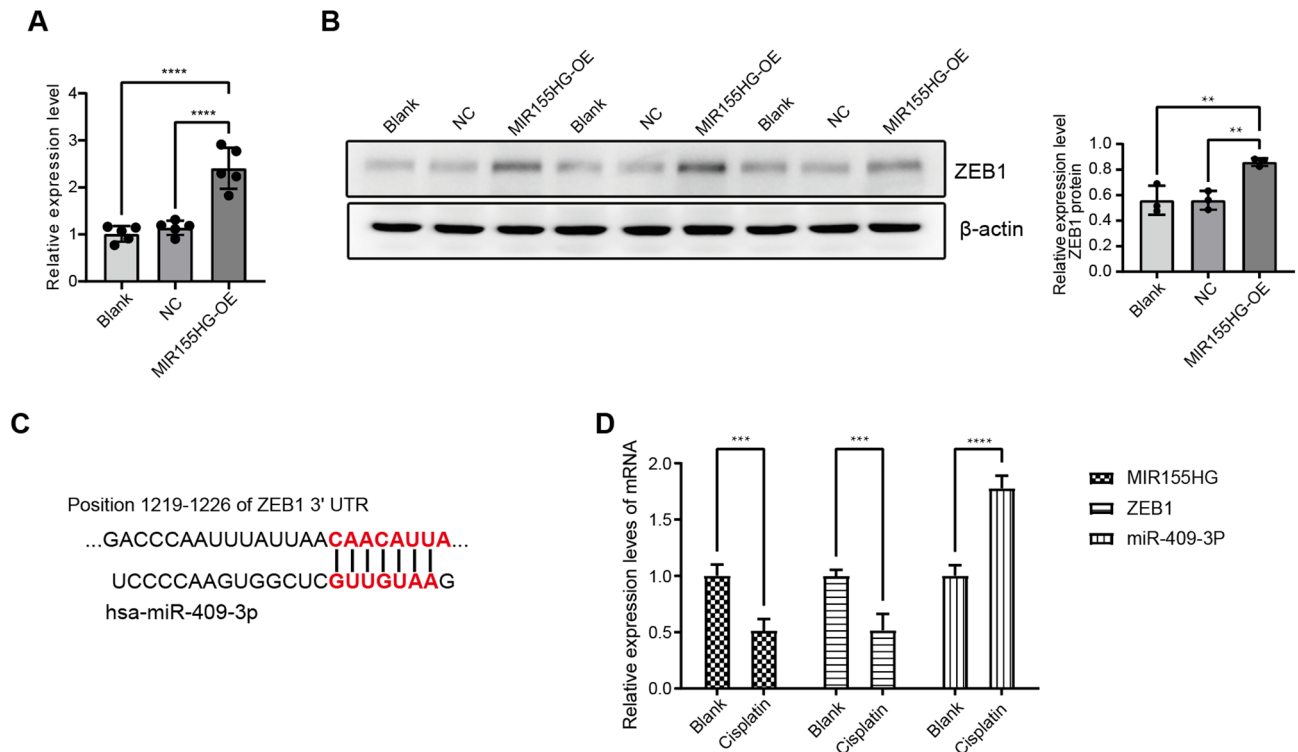 A
Relative expression level
4
3
2
1
0
****
****
Blank
NC
MIR155HG-OE
B
Blank
NC
MIR155HG-OE
Blank
NC
MIR155HG-OE
Blank
NC
MIR155HG-OE
ZEB1
β-actin
Relative expression level
ZEB1 protein
1.0
0.8
0.6
0.4
0.2
0.0
**
**
Blank
NC
MIR155HG-OE
C
Position 1219-1226 of ZEB1 3' UTR
...GACCCAAUUUAUUAACAACAUUA...
UCCCCAAGUGGCUCGUUGUAAG
hsa-miR-409-3p
D
Relative expression leves of mRNA
2.0
1.5
1.0
0.5
0.0
***
***
****
Blank
Cisplatin
Blank
Cisplatin
Blank
Cisplatin
MIR155HG
ZEB1
miR-409-3P